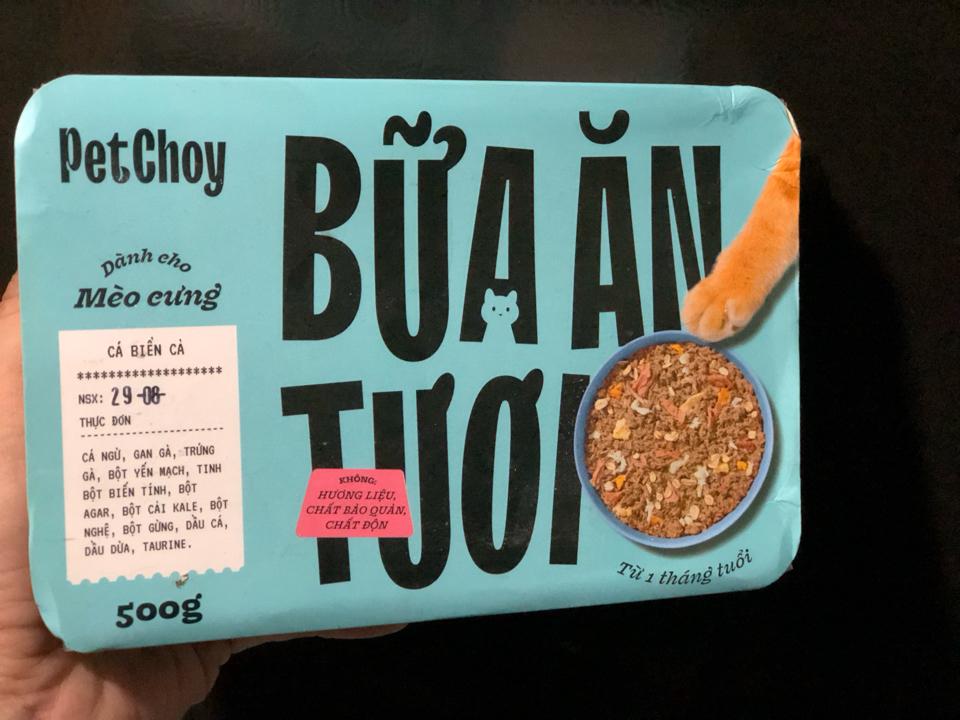 PetChoy
BỮA ĂN
TƯƠI
Dành cho
Mèo cưng
CÁ BIỂN CẢ
*******************
NSX: 29-08-
THỰC ĐƠN
CÁ NGỪ, GAN GÀ, TRỨNG
GÀ, BỘT YẾN MẠCH, TINH
BỘT BIẾN TÍNH, BỘT
AGAR, BỘT CẢI KALE, BỘT
NGHỆ, BỘT GỪNG, DẦU CÁ,
DẦU DỪA, TAURINE.
500g
KHÔNG:
HƯƠNG LIỆU,
CHẤT BẢO QUẢN,
CHẤT ĐỘN
Từ 1 tháng tuổi